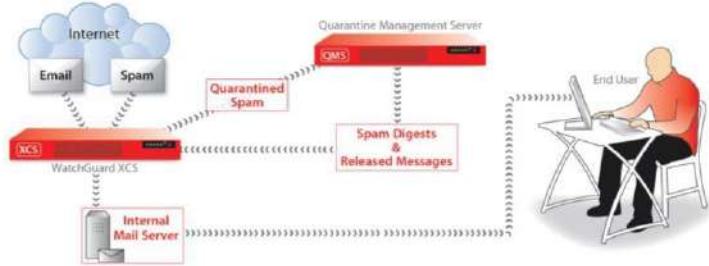 Internet
Email
Spam
Quarantine Management Server
QMS
Quarantined
Spam
End User
XCS
WatchGuard XCS
Spam Digests
&
Released Messages
Internal
Mail Server